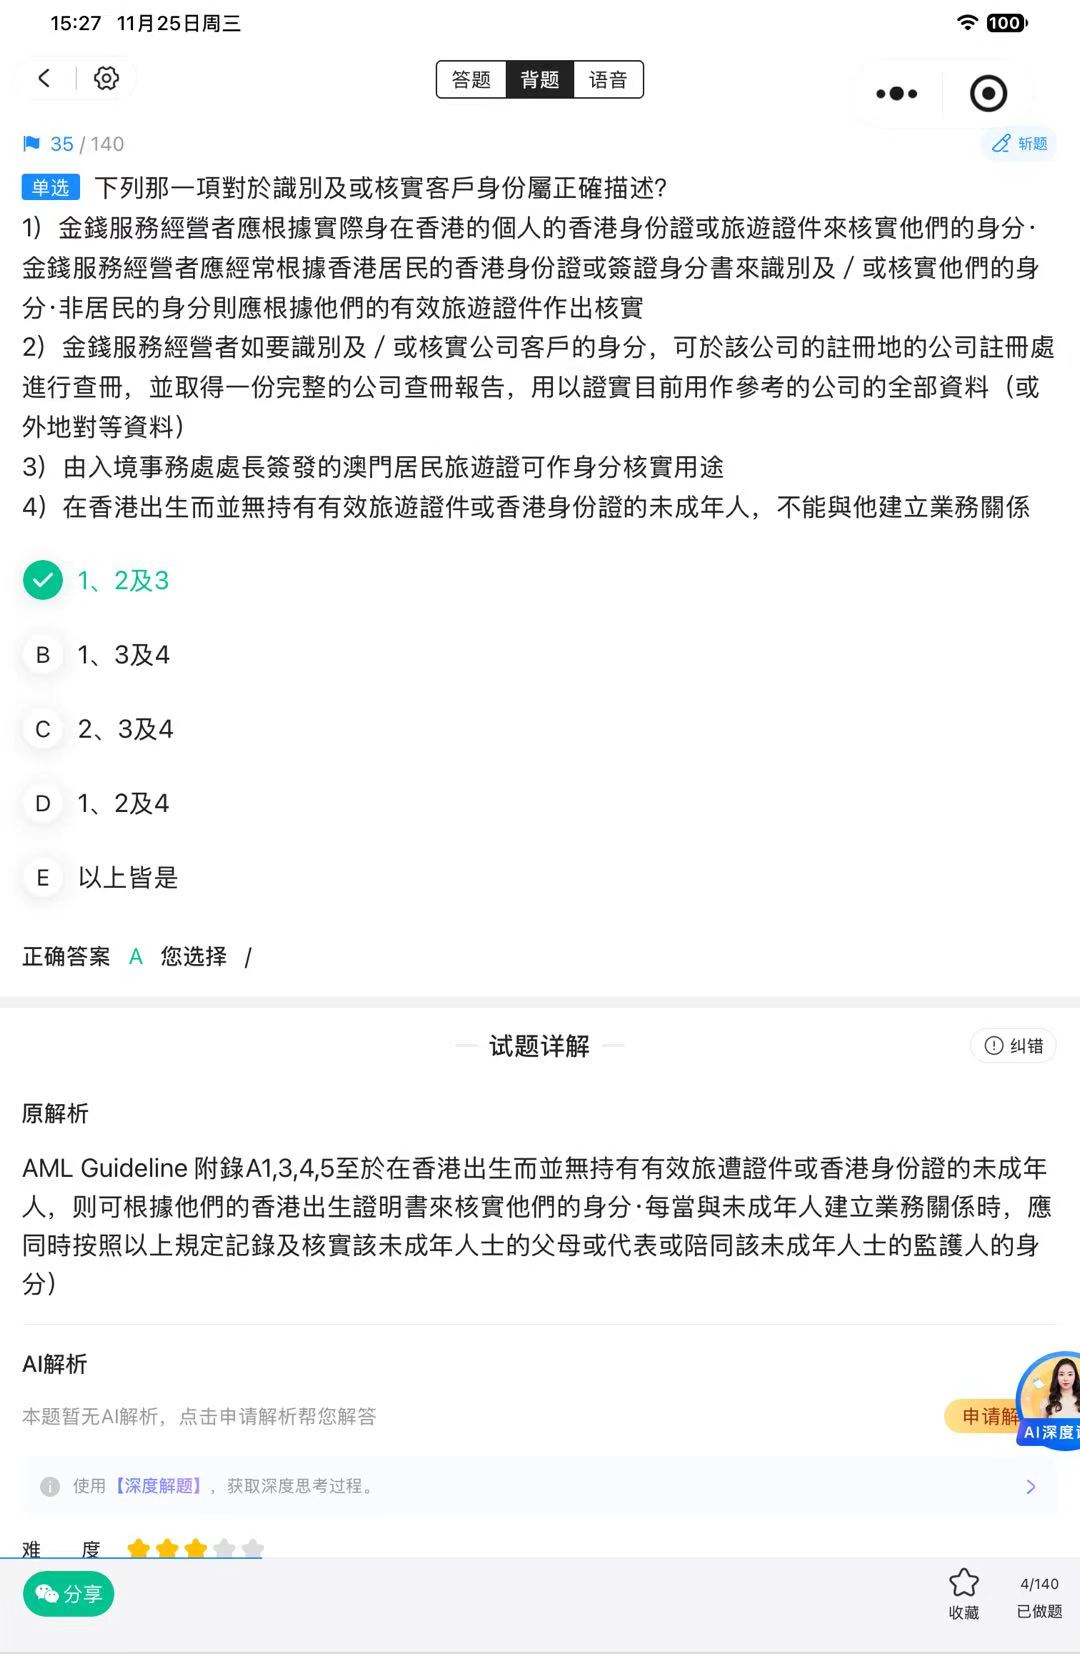 15:27 11月25日周三
100
答题 背题 语音
35 / 140
斩题
单选 下列那一項對於識別及或核實客戶身份屬正確描述?
1）金錢服務經營者應根據實際身在香港的個人的香港身份證或旅遊證件來核實他們的身分·
金錢服務經營者應經常根據香港居民的香港身份證或簽證身分書來識別及 / 或核實他們的身
分·非居民的身分則應根據他們的有效旅遊證件作出核實
2）金錢服務經營者如要識別及 / 或核實公司客戶的身分，可於該公司的註冊地的公司註冊處
進行查冊，並取得一份完整的公司查冊報告，用以證實目前用作參考的公司的全部資料（或
外地對等資料）
3）由入境事務處處長簽發的澳門居民旅遊證可作身分核實用途
4）在香港出生而並無持有有效旅遊證件或香港身份證的未成年人，不能與他建立業務關係
1、2及3
B 1、3及4
C 2、3及4
D 1、2及4
E 以上皆是
正确答案 A 您选择 /
试题详解
纠错
原解析
AML Guideline 附錄A1,3,4,5至於在香港出生而並無持有有效旅遭證件或香港身份證的未成年
人，则可根據他們的香港出生證明書來核實他們的身分·每當與未成年人建立業務關係時，應
同時按照以上規定記錄及核實該未成年人士的父母或代表或陪同該未成年人士的監護人的身
分）
AI解析
本题暂无AI解析，点击申请解析帮您解答
申请解
AI深度
使用【深度解题】，获取深度思考过程。
难 度
分享
收藏
4/140
已做题